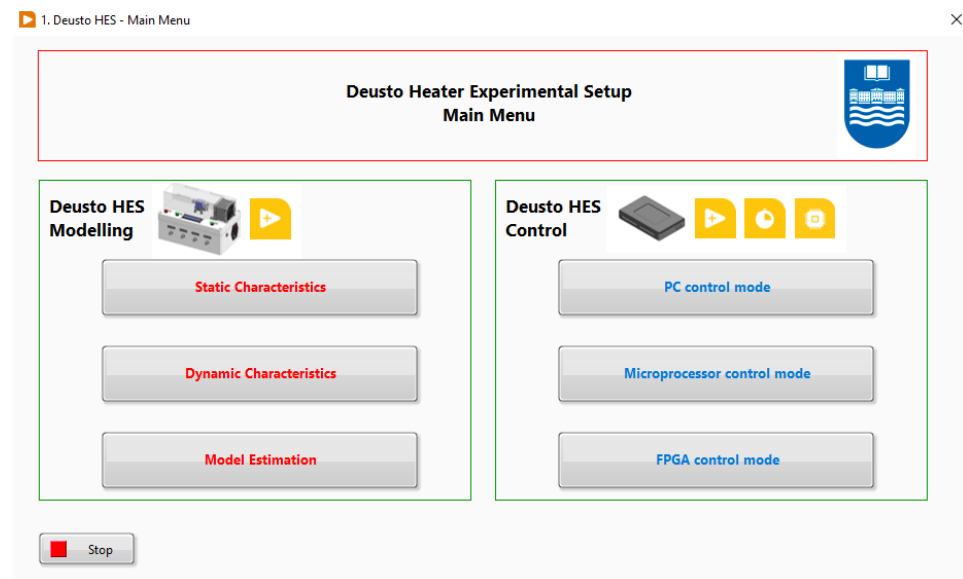 1. Deusto HES - Main Menu
Deusto Heater Experimental Setup
Main Menu
Deusto HES
Modelling
Static Characteristics
Dynamic Characteristics
Model Estimation
Deusto HES
Control
PC control mode
Microprocessor control mode
FPGA control mode
Stop